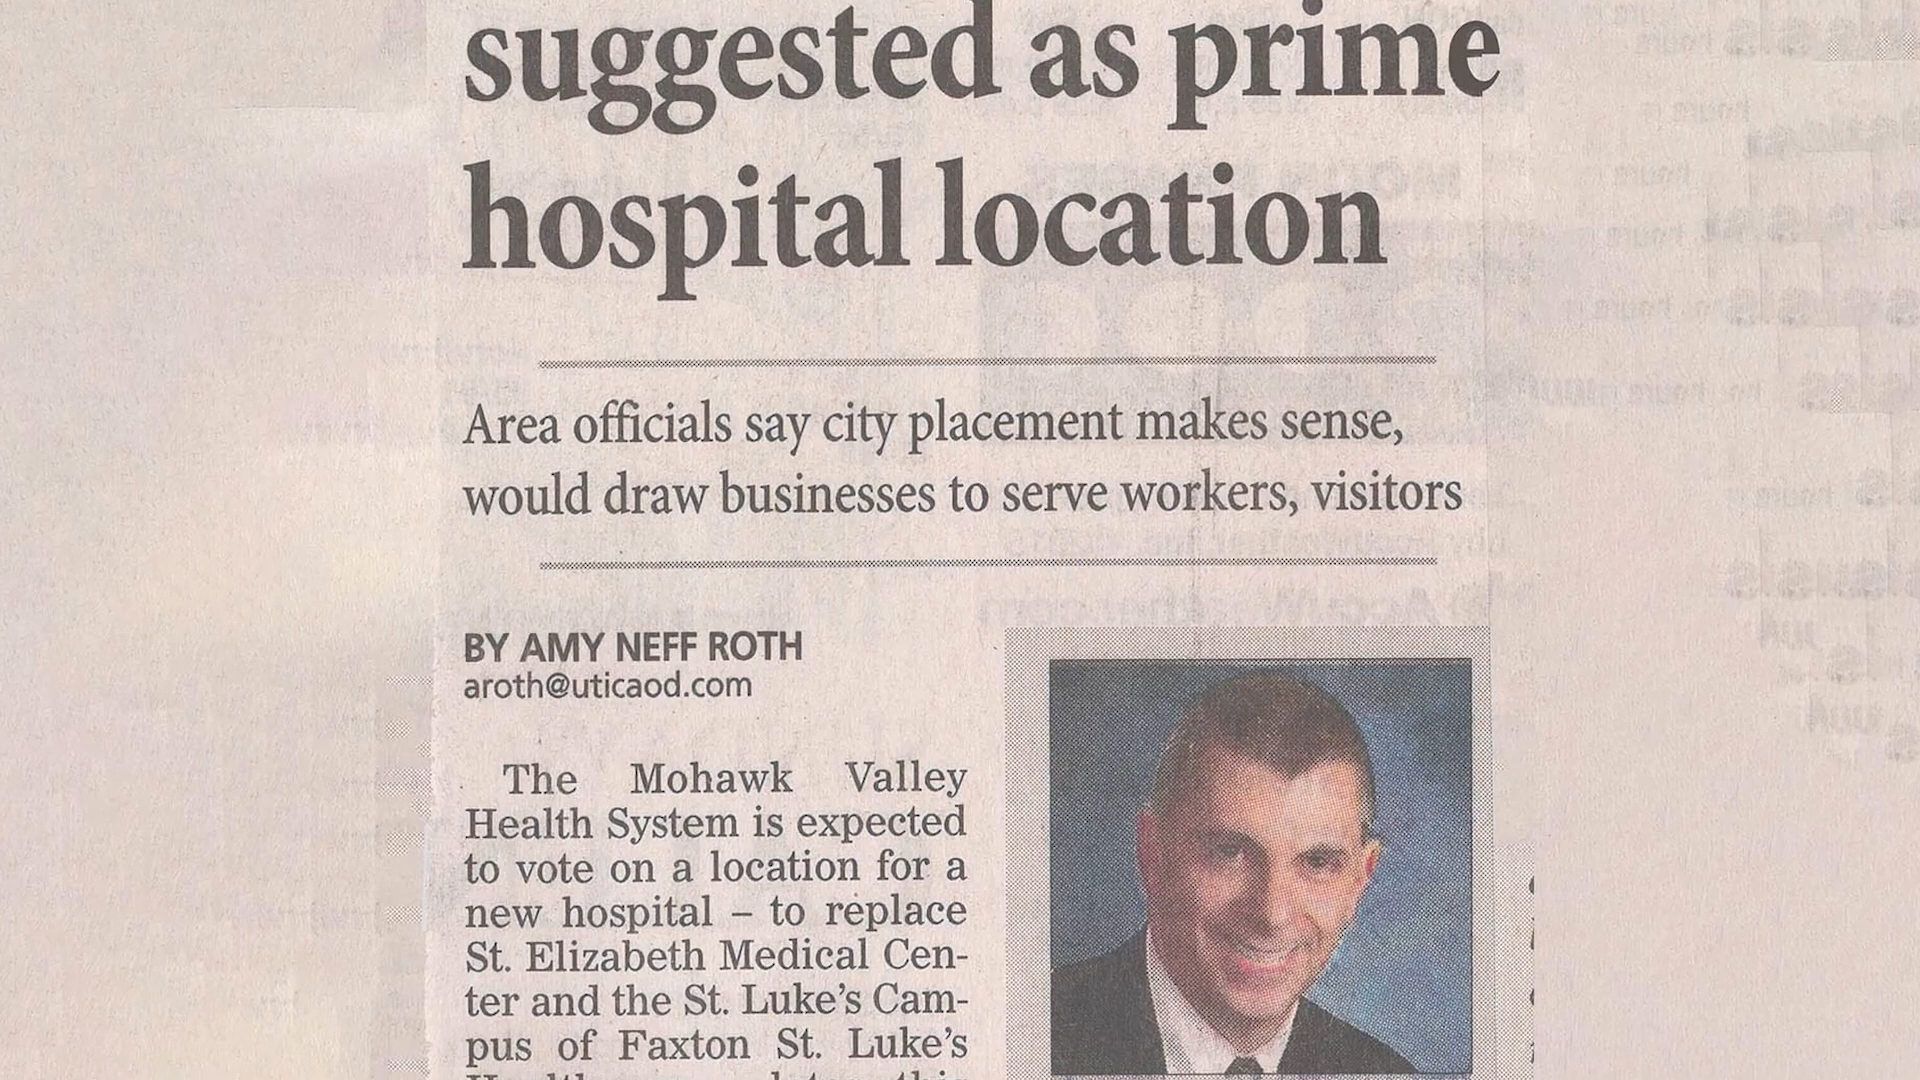 suggested as prime
hospital location
Area officials say city placement makes sense,
would draw businesses to serve workers, visitors
BY AMY NEFF ROTH
aroth@uticaod.com
The Mohawk Valley
Health System is expected
to vote on a location for a
new hospital – to replace
St. Elizabeth Medical Cen-
ter and the St. Luke's Cam-
pus of Faxton St. Luke's